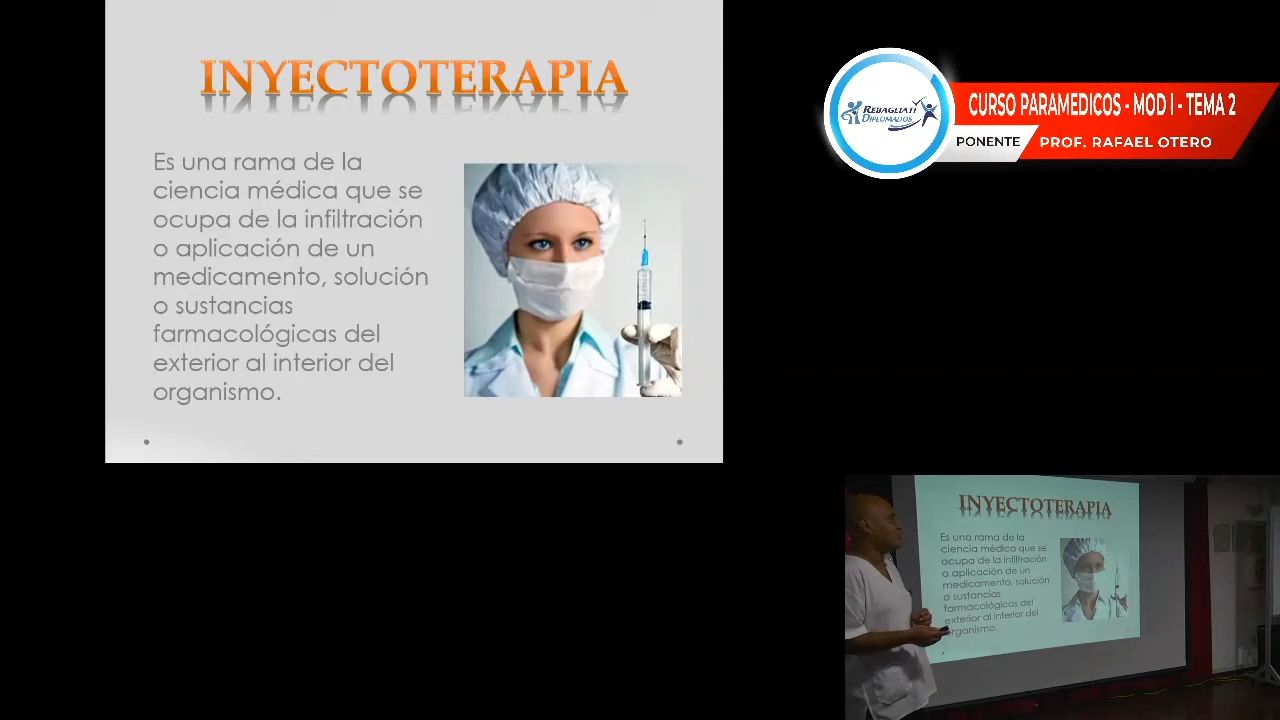 INYECTOTERAPIA
Es una rama de la
ciencia médica que se
ocupa de la infiltración
o aplicación de un
medicamento, solución
o sustancias
farmacológicas del
exterior al interior del
organismo.
REBAGLIATI
DIPLOMADOS
CURSO PARAMEDICOS - MOD I - TEMA 2
PONENTE
PROF. RAFAEL OTERO
INYECTOTERAPIA
Es una rama de la
ciencia médica que se
ocupa de la infiltración
o aplicación de un
medicamento, solución
o sustancias
farmacológicas del
exterior al interior del
organismo.